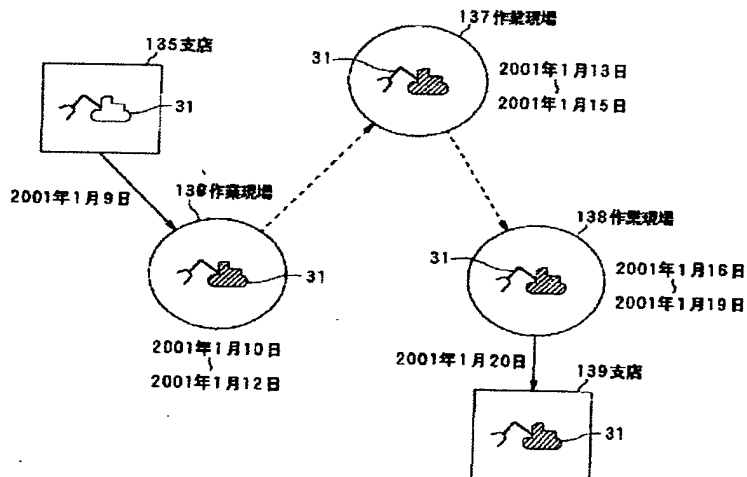 135支店
31
2001年1月9日
136作業現場
31
2001年1月10日
〜
2001年1月12日
137作業現場
31
2001年1月13日
〜
2001年1月15日
138作業現場
31
2001年1月16日
〜
2001年1月19日
2001年1月20日
139支店
31